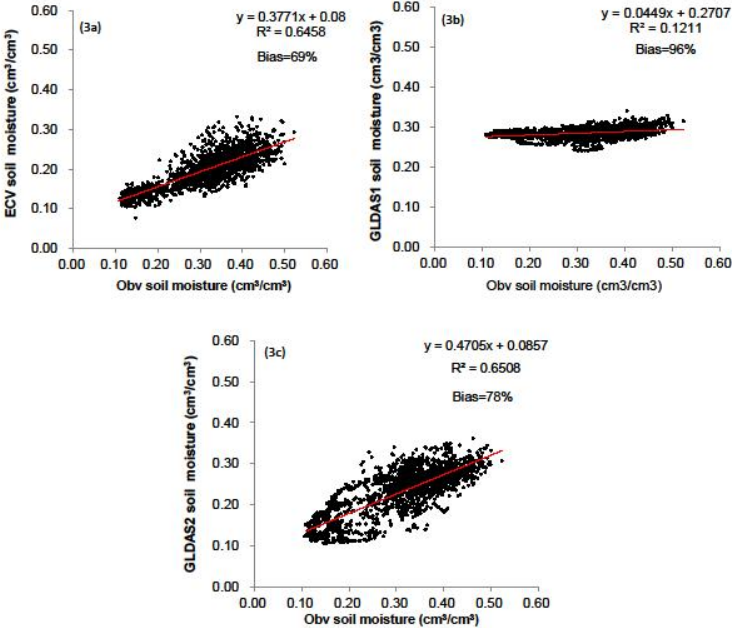 (3a)
y = 0.3771x + 0.08
R² = 0.6458
Bias=69%
ECV soil moisture (cm³/cm³)
0.60
0.50
0.40
0.30
0.20
0.10
0.00
0.00 0.10 0.20 0.30 0.40 0.50 0.60
Obv soil moisture (cm³/cm³)
(3b)
y = 0.0449x + 0.2707
R² = 0.1211
Bias=96%
GLDAS1 soil moisture (cm3/cm3)
0.60
0.50
0.40
0.30
0.20
0.10
0.00
0.00 0.10 0.20 0.30 0.40 0.50 0.60
Obv soil moisture (cm3/cm3)
(3c)
y = 0.4705x + 0.0857
R² = 0.6508
Bias=78%
GLDAS2 soil moisture (cm³/cm³)
0.60
0.50
0.40
0.30
0.20
0.10
0.00
0.00 0.10 0.20 0.30 0.40 0.50 0.60
Obv soil moisture (cm³/cm³)